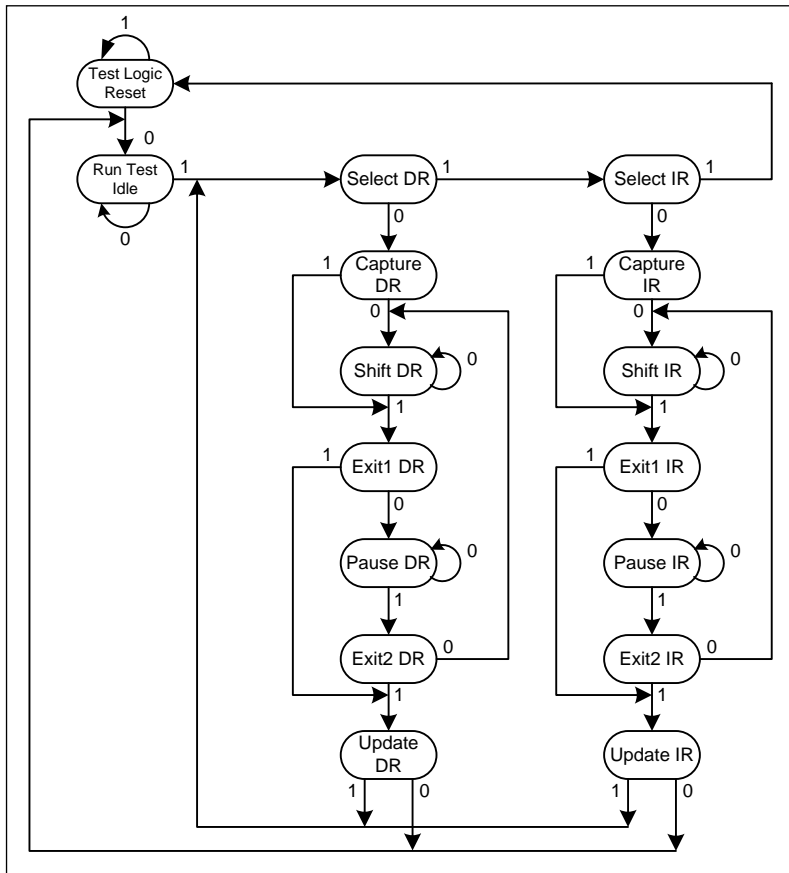 1
Test Logic
Reset
0
Run Test
Idle
1
0
Select DR
1
0
Select IR
1
0
1
Capture
DR
0
1
Capture
IR
0
Shift DR
0
1
Shift IR
0
1
1
Exit1 DR
0
1
Exit1 IR
0
Pause DR
0
1
Pause IR
0
1
Exit2 DR
0
1
Exit2 IR
0
1
Update
DR
1
0
Update IR
1
0